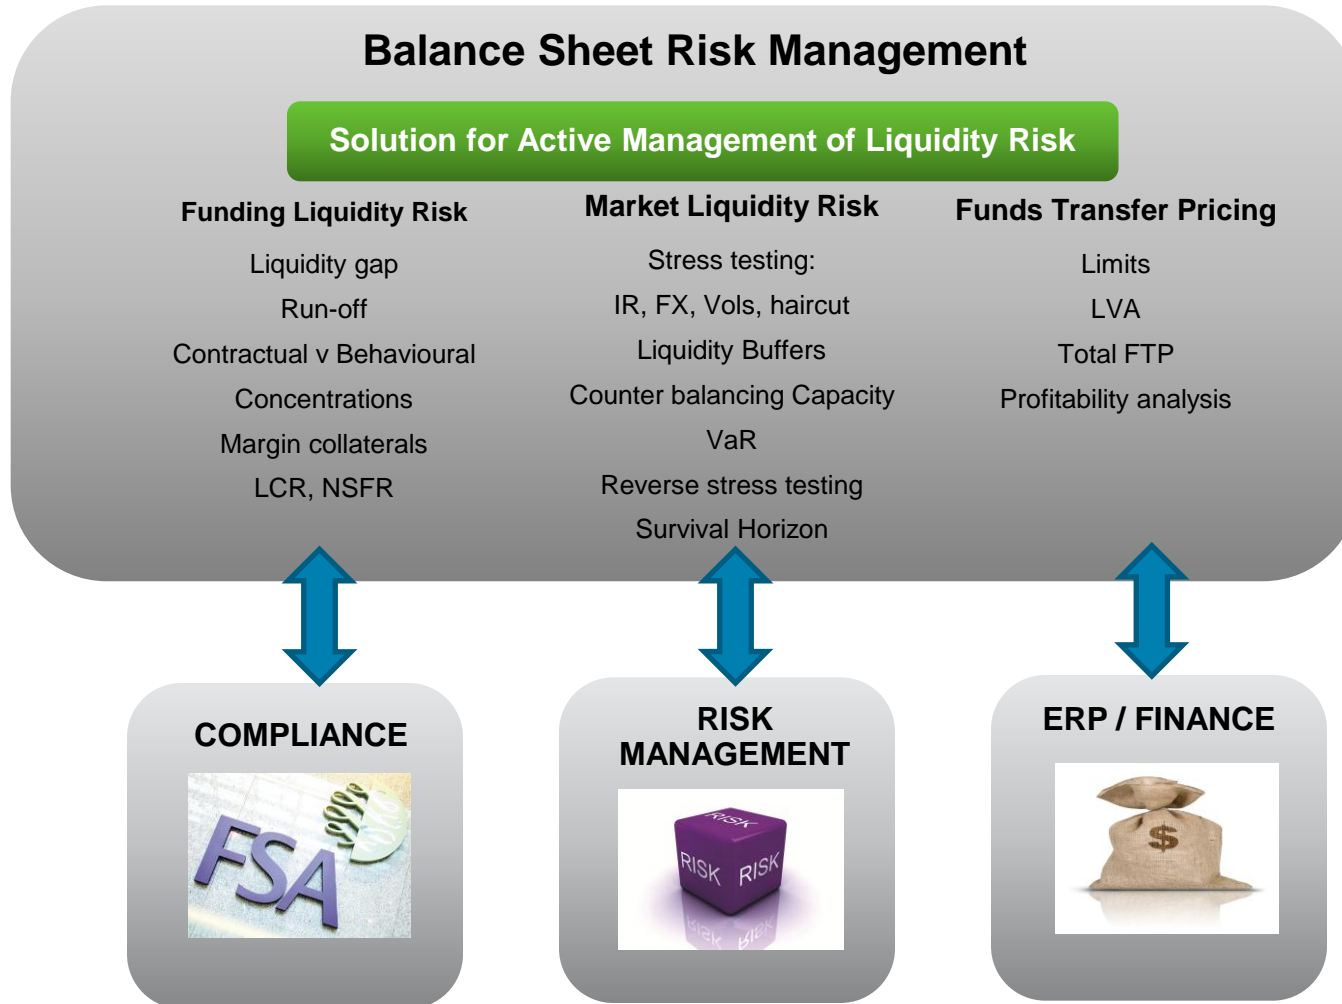 Balance Sheet Risk Management
Solution for Active Management of Liquidity Risk
Funding Liquidity Risk
Liquidity gap
Run-off
Contractual v Behavioural
Concentrations
Margin collaterals
LCR, NSFR
Market Liquidity Risk
Stress testing:
IR, FX, Vols, haircut
Liquidity Buffers
Counter balancing Capacity
VaR
Reverse stress testing
Survival Horizon
Funds Transfer Pricing
Limits
LVA
Total FTP
Profitability analysis
COMPLIANCE
FSA
RISK
MANAGEMENT
RISK
RISK
RISK
ERP / FINANCE
$